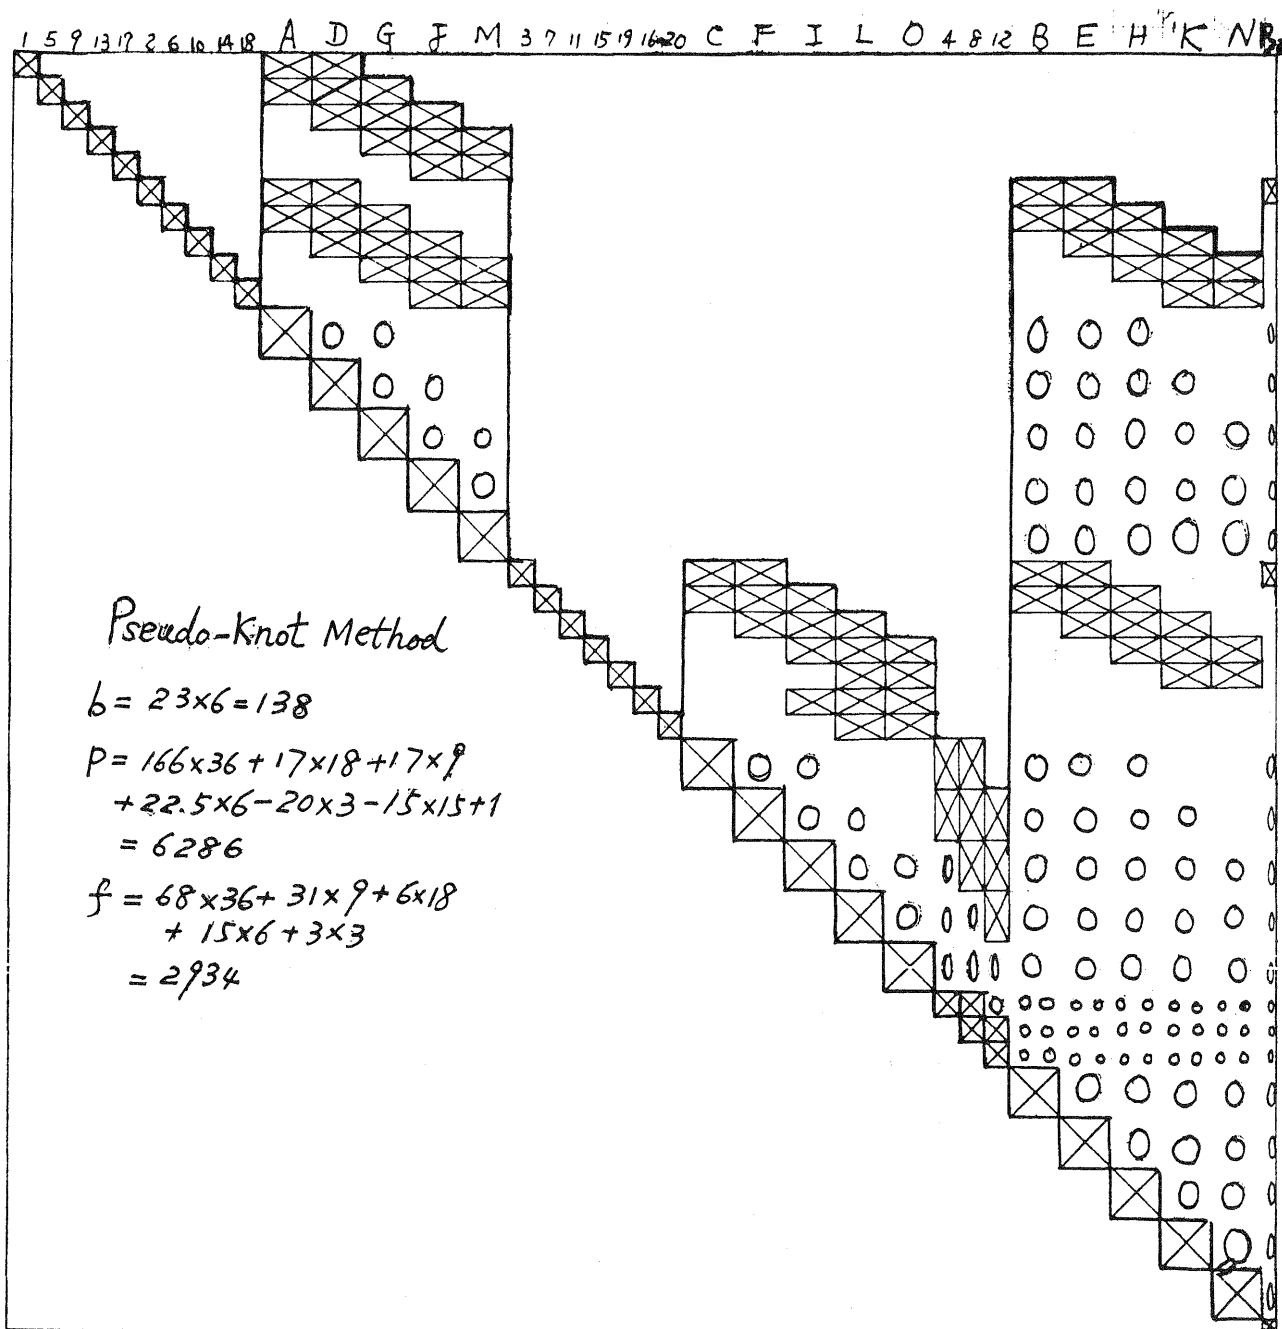 1 5 9 13 17 2 6 10 14 18 A D G J M 3 7 11 15 19 16 20 C F I L O 4 8 12 B E H K N
Pseudo-Knot Method
b = 23×6 = 138
P = 166×36 + 17×18 + 17×9
+ 22.5×6 - 20×3 - 15×15 + 1
= 6286
f = 68×36 + 31×9 + 6×18
+ 15×6 + 3×3
= 2934